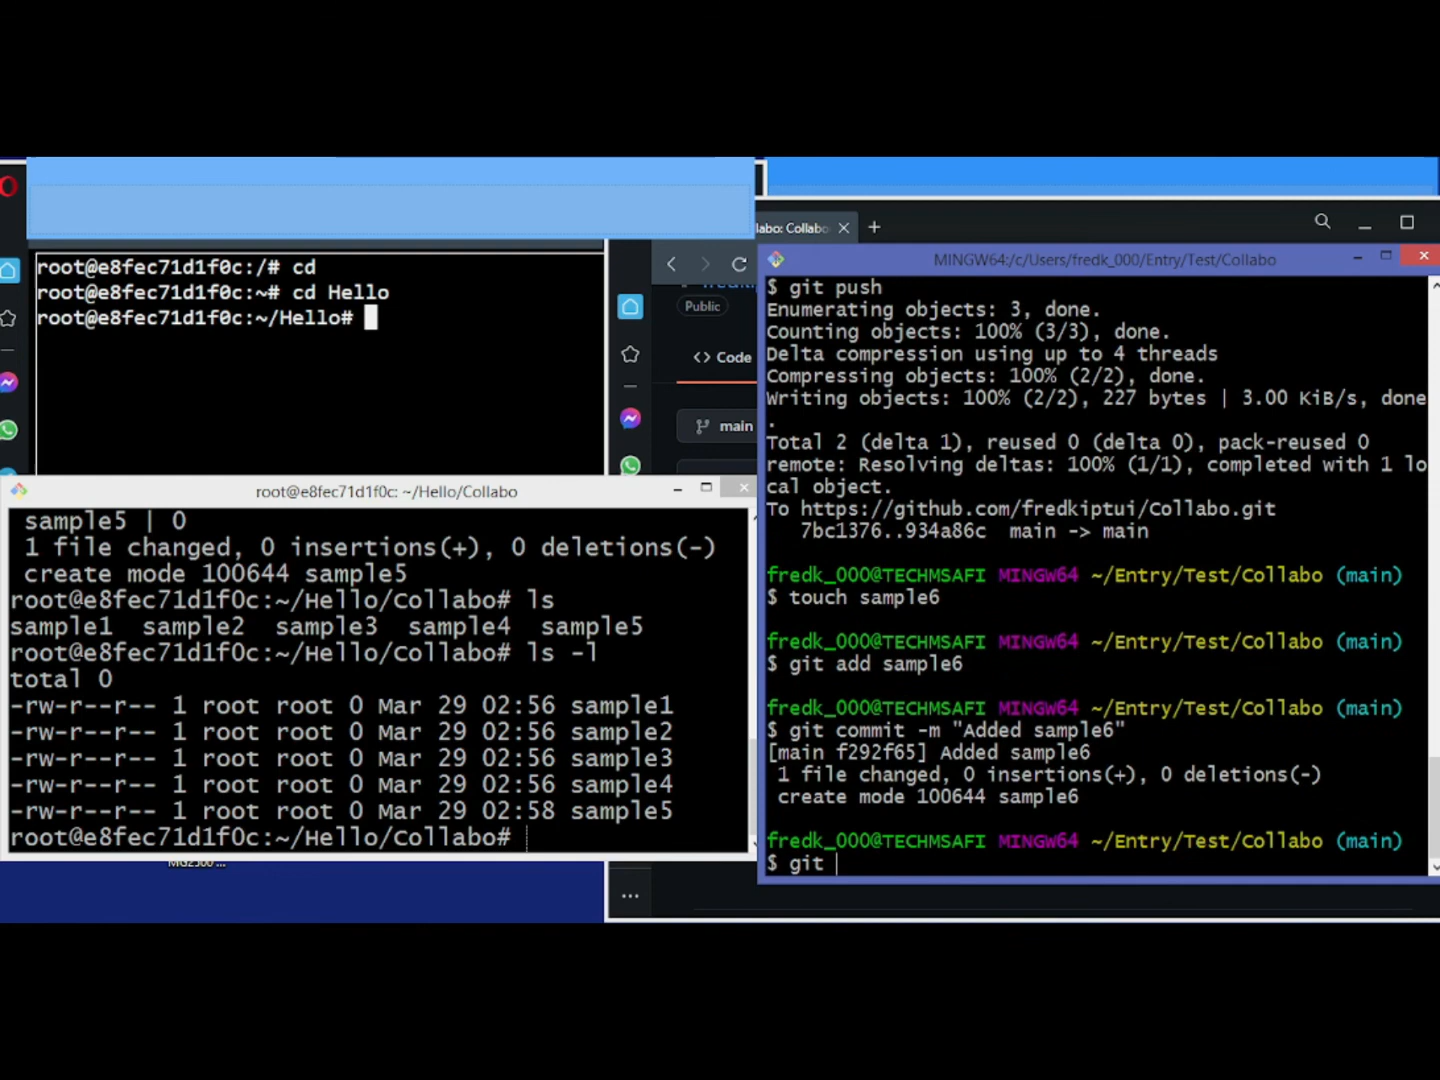 root@e8fec71d1f0c:/# cd
root@e8fec71d1f0c:~# cd Hello
root@e8fec71d1f0c:~/Hello#
root@e8fec71d1f0c: ~/Hello/Collabo
sample5 | 0
1 file changed, 0 insertions(+), 0 deletions(-)
create mode 100644 sample5
root@e8fec71d1f0c:~/Hello/Collabo# ls
sample1  sample2  sample3  sample4  sample5
root@e8fec71d1f0c:~/Hello/Collabo# ls -l
total 0
-rw-r--r-- 1 root root 0 Mar 29 02:56 sample1
-rw-r--r-- 1 root root 0 Mar 29 02:56 sample2
-rw-r--r-- 1 root root 0 Mar 29 02:56 sample3
-rw-r--r-- 1 root root 0 Mar 29 02:56 sample4
-rw-r--r-- 1 root root 0 Mar 29 02:58 sample5
root@e8fec71d1f0c:~/Hello/Collabo#
labo: Collabo
Public
<> Code
main
MINGW64:/c/Users/fredk_000/Entry/Test/Collabo
$ git push
Enumerating objects: 3, done.
Counting objects: 100% (3/3), done.
Delta compression using up to 4 threads
Compressing objects: 100% (2/2), done.
Writing objects: 100% (2/2), 227 bytes | 3.00 KiB/s, done
.
Total 2 (delta 1), reused 0 (delta 0), pack-reused 0
remote: Resolving deltas: 100% (1/1), completed with 1 lo
cal object.
To https://github.com/fredkiptui/Collabo.git
7bc1376..934a86c  main -> main
fredk_000@TECHMSAFI MINGW64 ~/Entry/Test/Collabo (main)
$ touch sample6
fredk_000@TECHMSAFI MINGW64 ~/Entry/Test/Collabo (main)
$ git add sample6
fredk_000@TECHMSAFI MINGW64 ~/Entry/Test/Collabo (main)
$ git commit -m "Added sample6"
[main f292f65] Added sample6
1 file changed, 0 insertions(+), 0 deletions(-)
create mode 100644 sample6
fredk_000@TECHMSAFI MINGW64 ~/Entry/Test/Collabo (main)
$ git